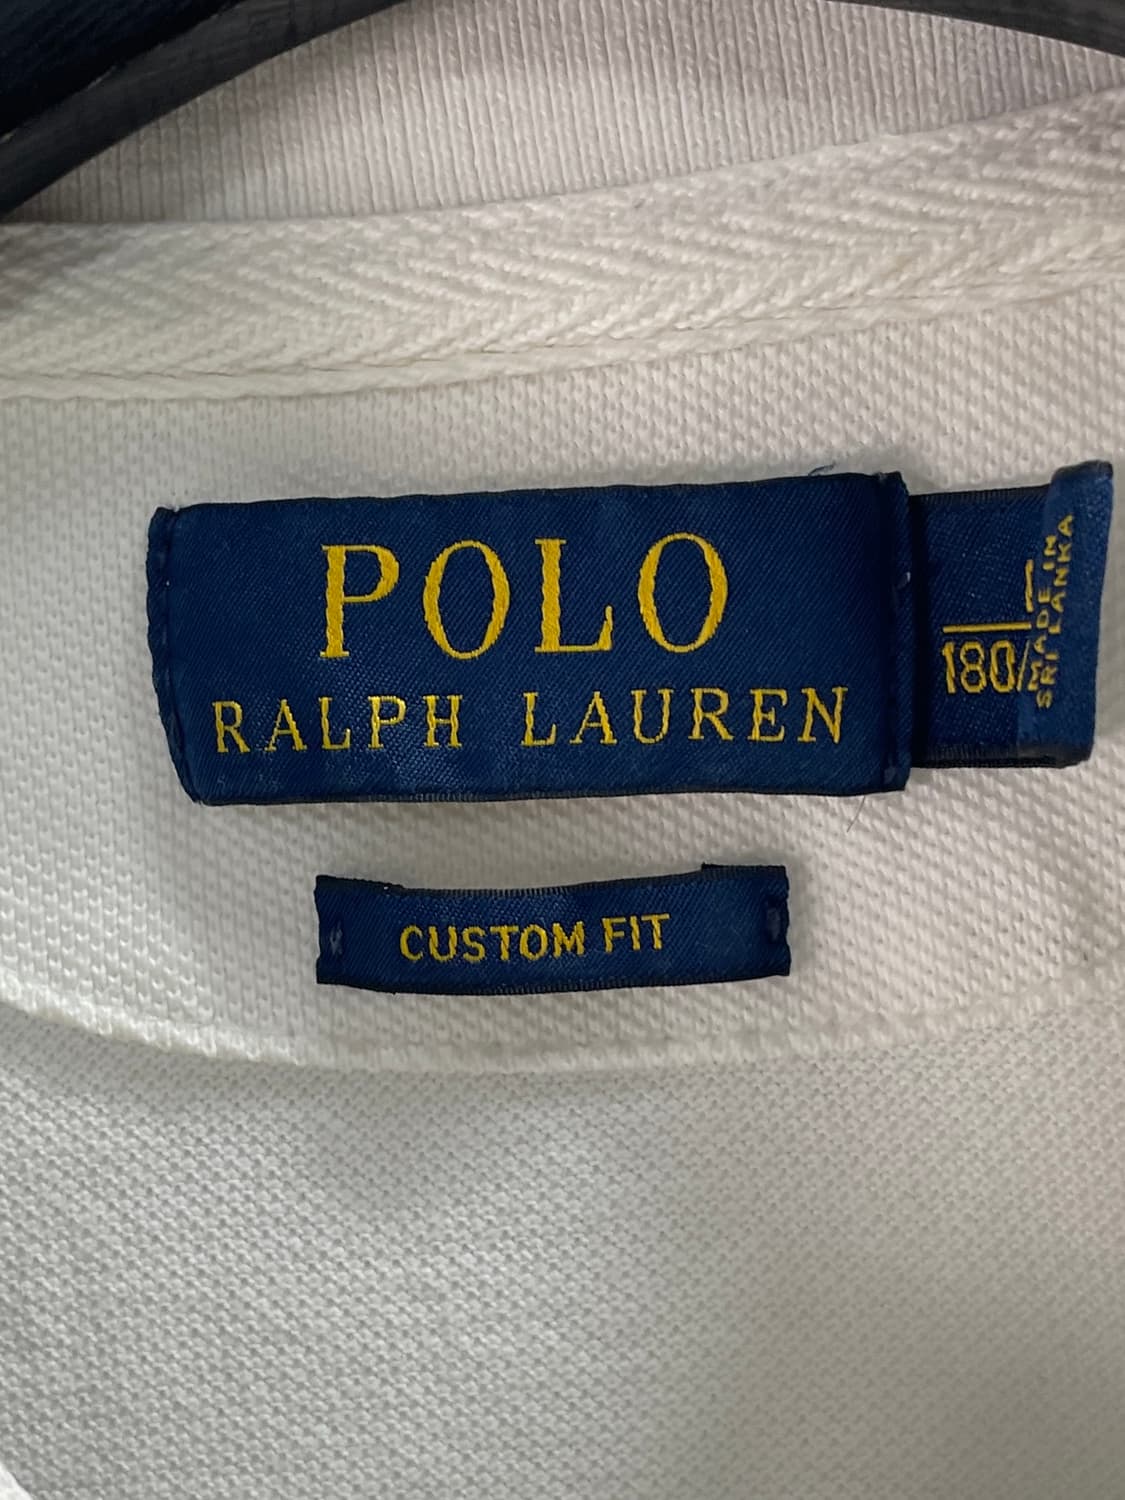 POLO
RALPH LAUREN
180/
MADE IN
SRI LANKA
CUSTOM FIT